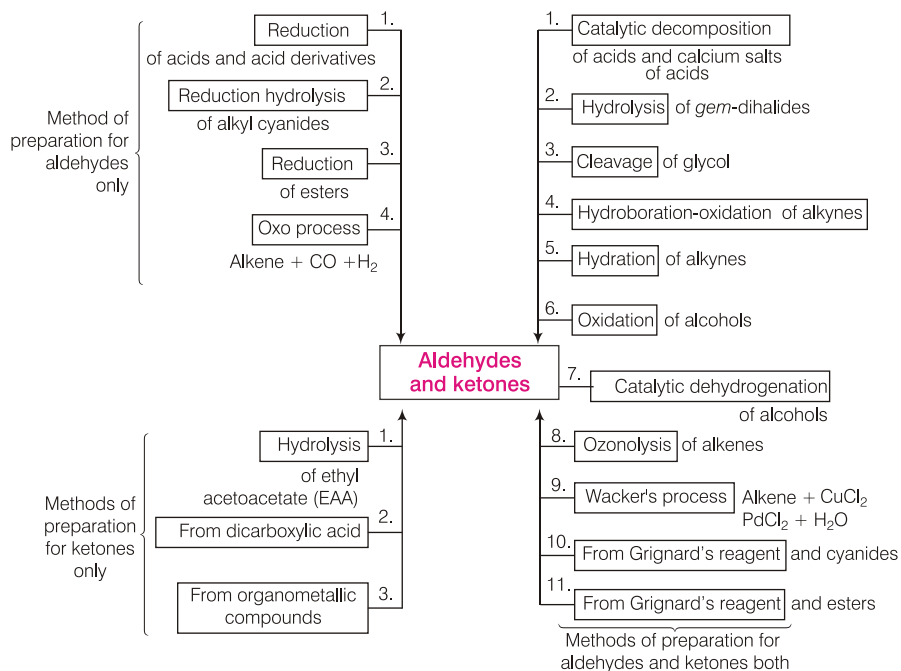 Method of
preparation for
aldehydes
only
1.
Reduction
of acids and acid derivatives
2.
Reduction hydrolysis
of alkyl cyanides
3.
Reduction
of esters
4.
Oxo process
Alkene + CO +H₂
1.
Catalytic decomposition
of acids and calcium salts
of acids
2.
Hydrolysis of gem-dihalides
3.
Cleavage of glycol
4.
Hydroboration-oxidation of alkynes
5.
Hydration of alkynes
6.
Oxidation of alcohols
Aldehydes
and ketones
7.
Catalytic dehydrogenation
of alcohols
Methods of
preparation
for ketones
only
1.
Hydrolysis
of ethyl
acetoacetate (EAA)
2.
From dicarboxylic acid
3.
From organometallic
compounds
8.
Ozonolysis of alkenes
9.
Wacker's process Alkene + CuCl₂
PdCl₂ + H₂O
10.
From Grignard's reagent and cyanides
11.
From Grignard's reagent and esters
Methods of preparation for
aldehydes and ketones both